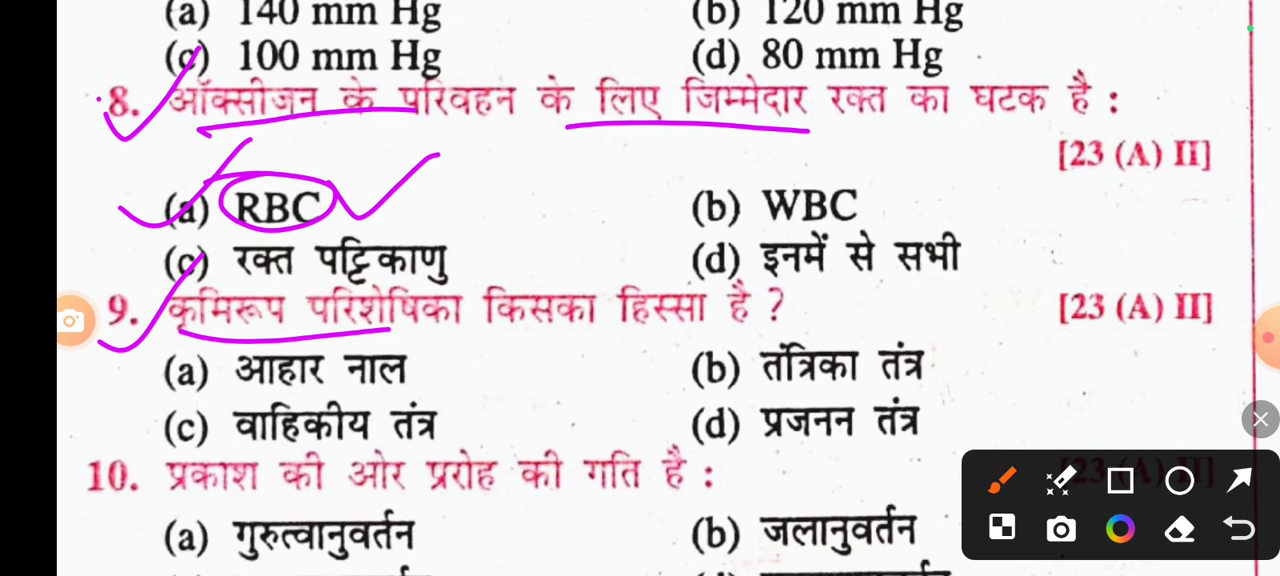 (a) 140 mm Hg (b) 120 mm Hg
(c) 100 mm Hg (d) 80 mm Hg
8. ऑक्सीजन के परिवहन के लिए जिम्मेदार रक्त का घटक है :
[23 (A) II]
(a) RBC (b) WBC
(c) रक्त पट्टिकाणु (d) इनमें से सभी
9. कृमिरूप परिशेषिका किसका हिस्सा है ? [23 (A) II]
(a) आहार नाल (b) तंत्रिका तंत्र
(c) वाहिकीय तंत्र (d) प्रजनन तंत्र
10. प्रकाश की ओर प्ररोह की गति है : [23 (A) II]
(a) गुरुत्वानुवर्तन (b) जलानुवर्तन